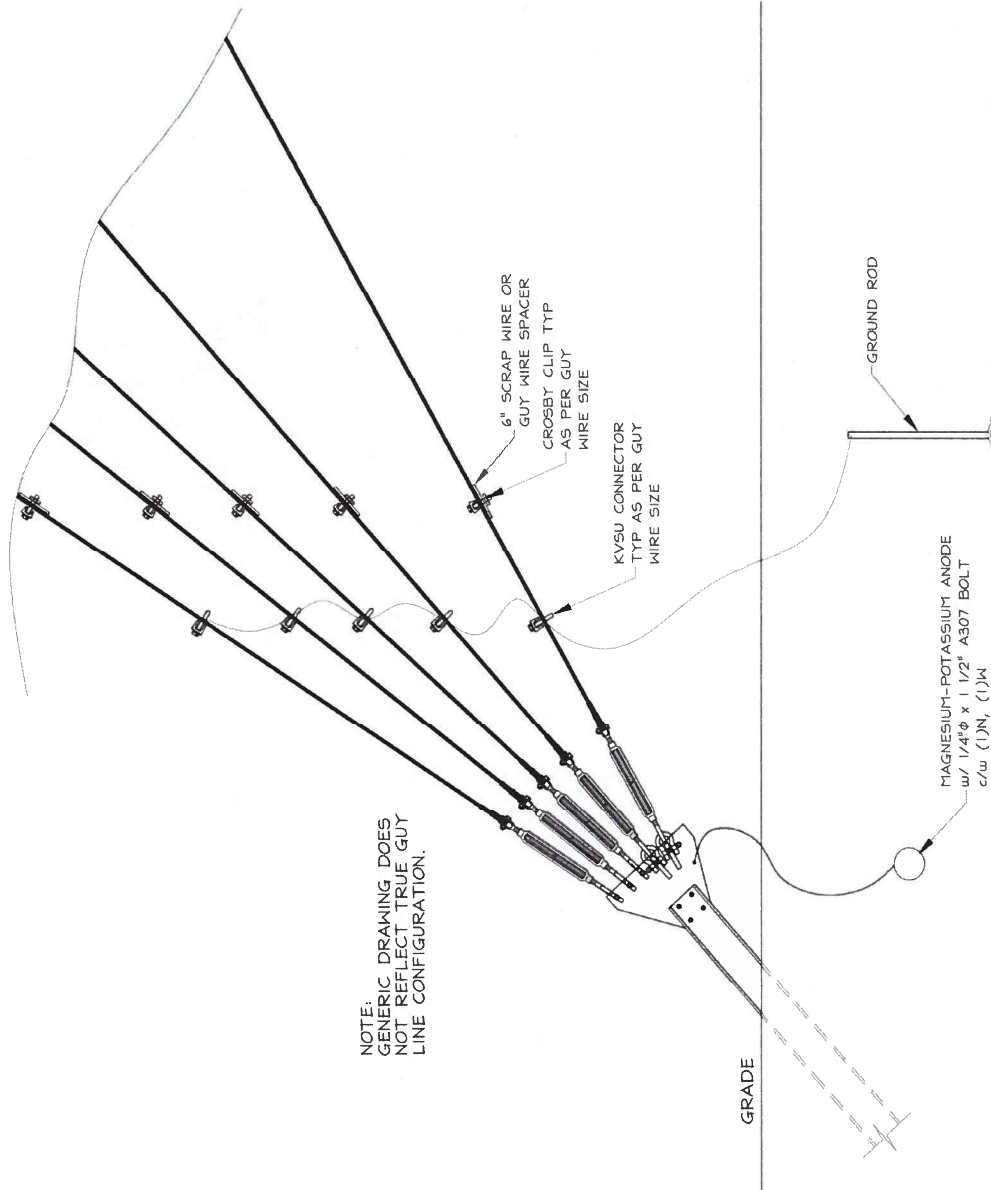 NOTE:
GENERIC DRAWING DOES
NOT REFLECT TRUE GUY
LINE CONFIGURATION.
6" SCRAP WIRE OR
GUY WIRE SPACER
CROSBY CLIP TYP
AS PER GUY
WIRE SIZE
KVSU CONNECTOR
TYP AS PER GUY
WIRE SIZE
GROUND ROD
GRADE
MAGNESIUM-POTASSIUM ANODE
w/ 1/4"ϕ x 1 1/2" A307 BOLT
c/w (1)N, (1)W